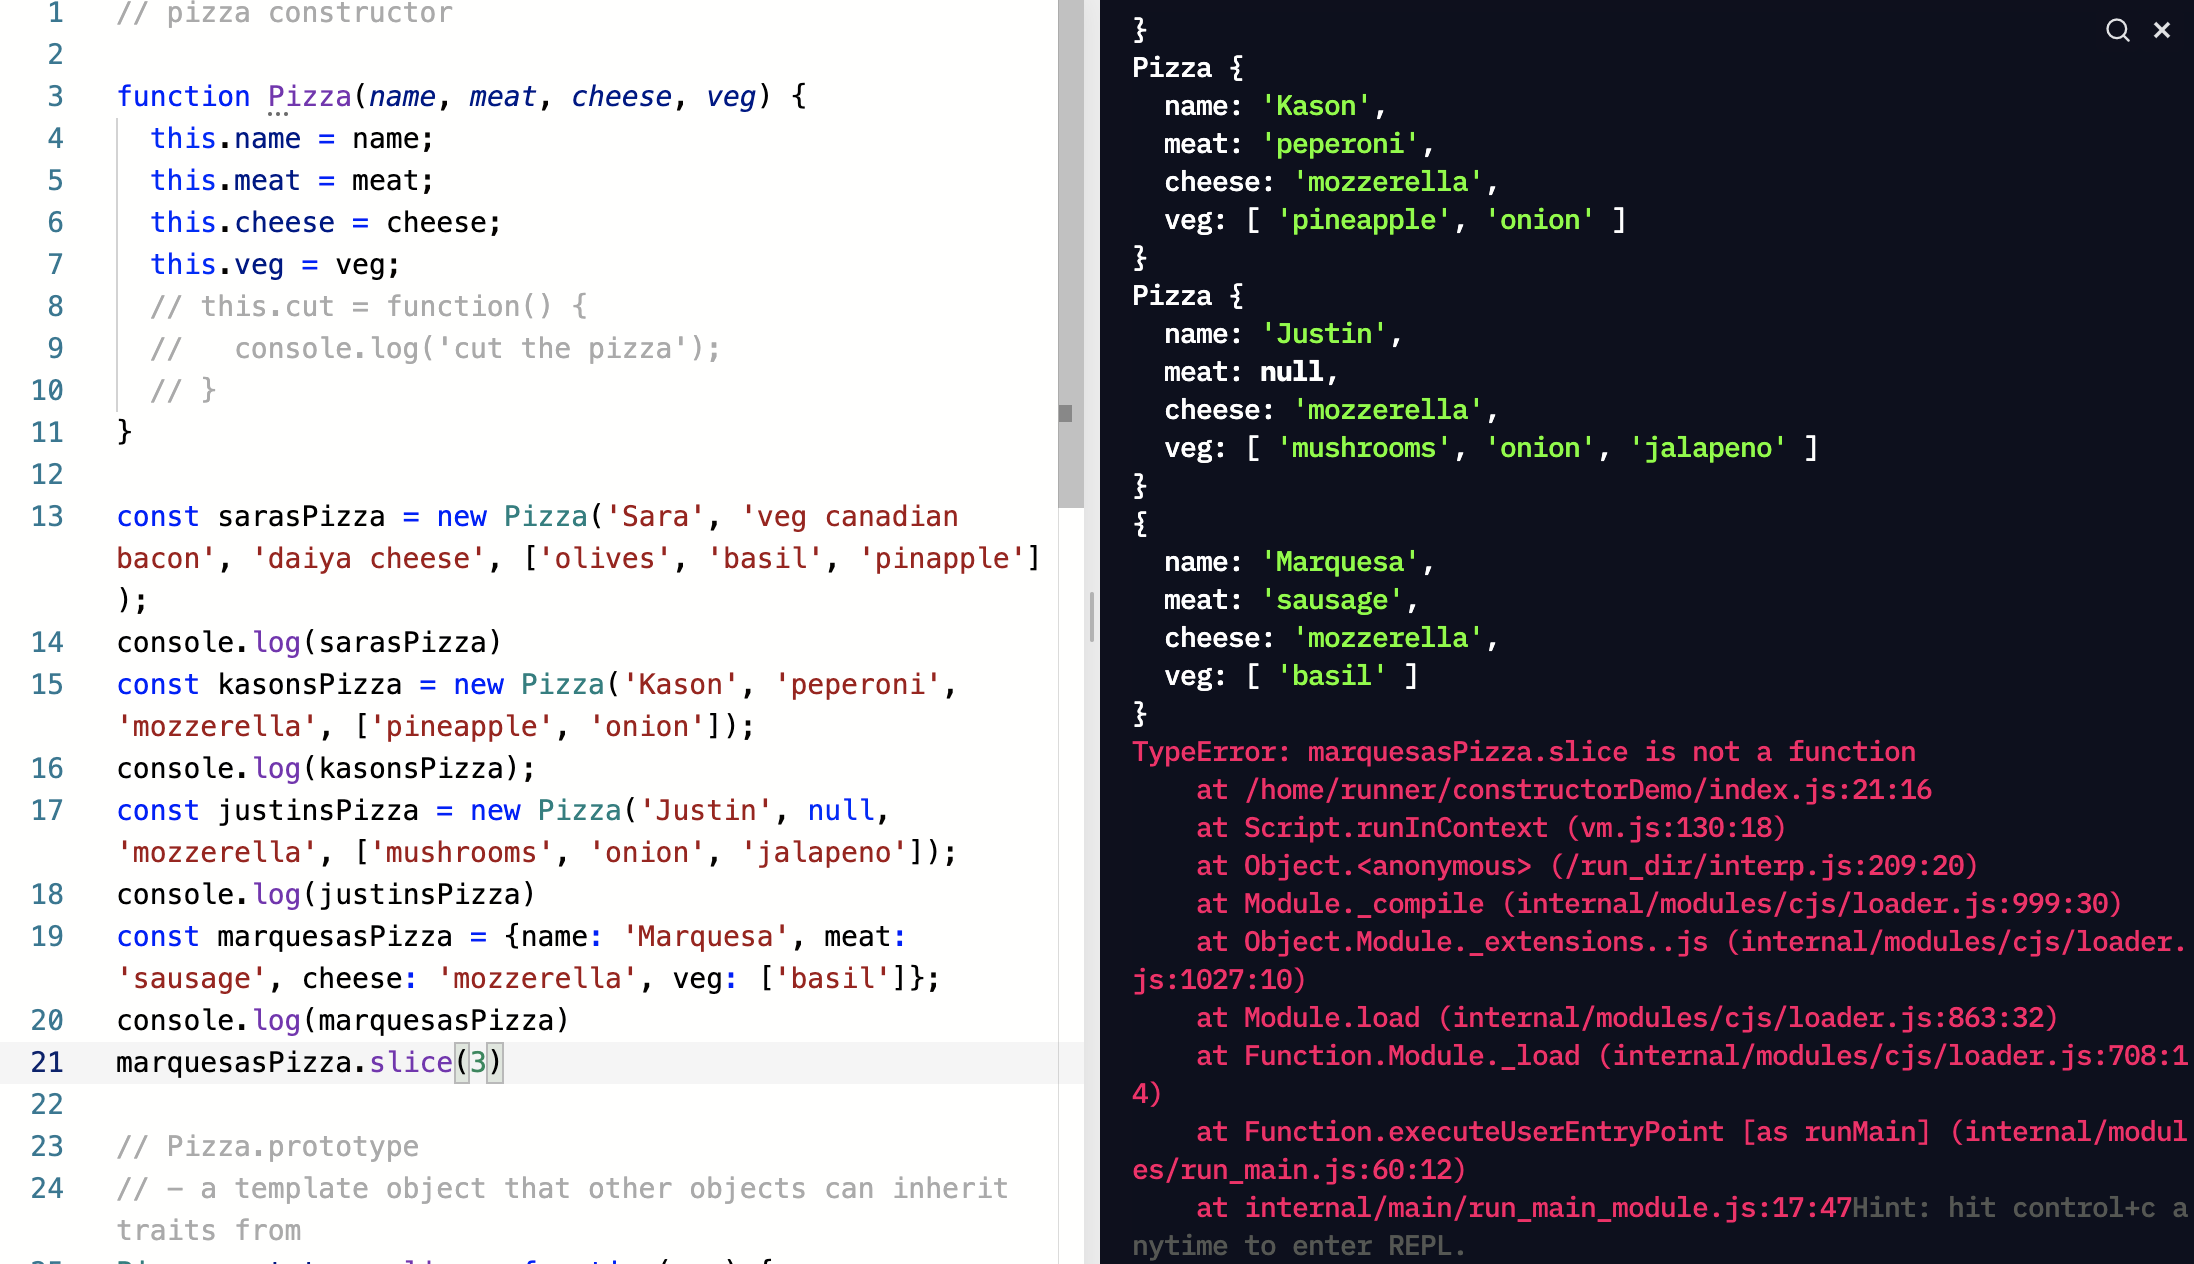 1 // pizza constructor
2
3 function Pizza(name, meat, cheese, veg) {
4 this.name = name;
5 this.meat = meat;
6 this.cheese = cheese;
7 this.veg = veg;
8 // this.cut = function() {
9 //   console.log('cut the pizza');
10 // }
11 }
12
13 const sarasPizza = new Pizza('Sara', 'veg canadian
bacon', 'daiya cheese', ['olives', 'basil', 'pinapple']
);
14 console.log(sarasPizza)
15 const kasonsPizza = new Pizza('Kason', 'peperoni',
'mozzerella', ['pineapple', 'onion']);
16 console.log(kasonsPizza);
17 const justinsPizza = new Pizza('Justin', null,
'mozzerella', ['mushrooms', 'onion', 'jalapeno']);
18 console.log(justinsPizza)
19 const marquesasPizza = {name: 'Marquesa', meat:
'sausage', cheese: 'mozzerella', veg: ['basil']};
20 console.log(marquesasPizza)
21 marquesasPizza.slice(3)
22
23 // Pizza.prototype
24 // – a template object that other objects can inherit
traits from
}
Pizza {
name: 'Kason',
meat: 'peperoni',
cheese: 'mozzerella',
veg: [ 'pineapple', 'onion' ]
}
Pizza {
name: 'Justin',
meat: null,
cheese: 'mozzerella',
veg: [ 'mushrooms', 'onion', 'jalapeno' ]
}
{
name: 'Marquesa',
meat: 'sausage',
cheese: 'mozzerella',
veg: [ 'basil' ]
}
TypeError: marquesasPizza.slice is not a function
at /home/runner/constructorDemo/index.js:21:16
at Script.runInContext (vm.js:130:18)
at Object.<anonymous> (/run_dir/interp.js:209:20)
at Module._compile (internal/modules/cjs/loader.js:999:30)
at Object.Module._extensions..js (internal/modules/cjs/loader.
js:1027:10)
at Module.load (internal/modules/cjs/loader.js:863:32)
at Function.Module._load (internal/modules/cjs/loader.js:708:1
4)
at Function.executeUserEntryPoint [as runMain] (internal/modul
es/run_main.js:60:12)
at internal/main/run_main_module.js:17:47Hint: hit control+c a
nytime to enter REPL.